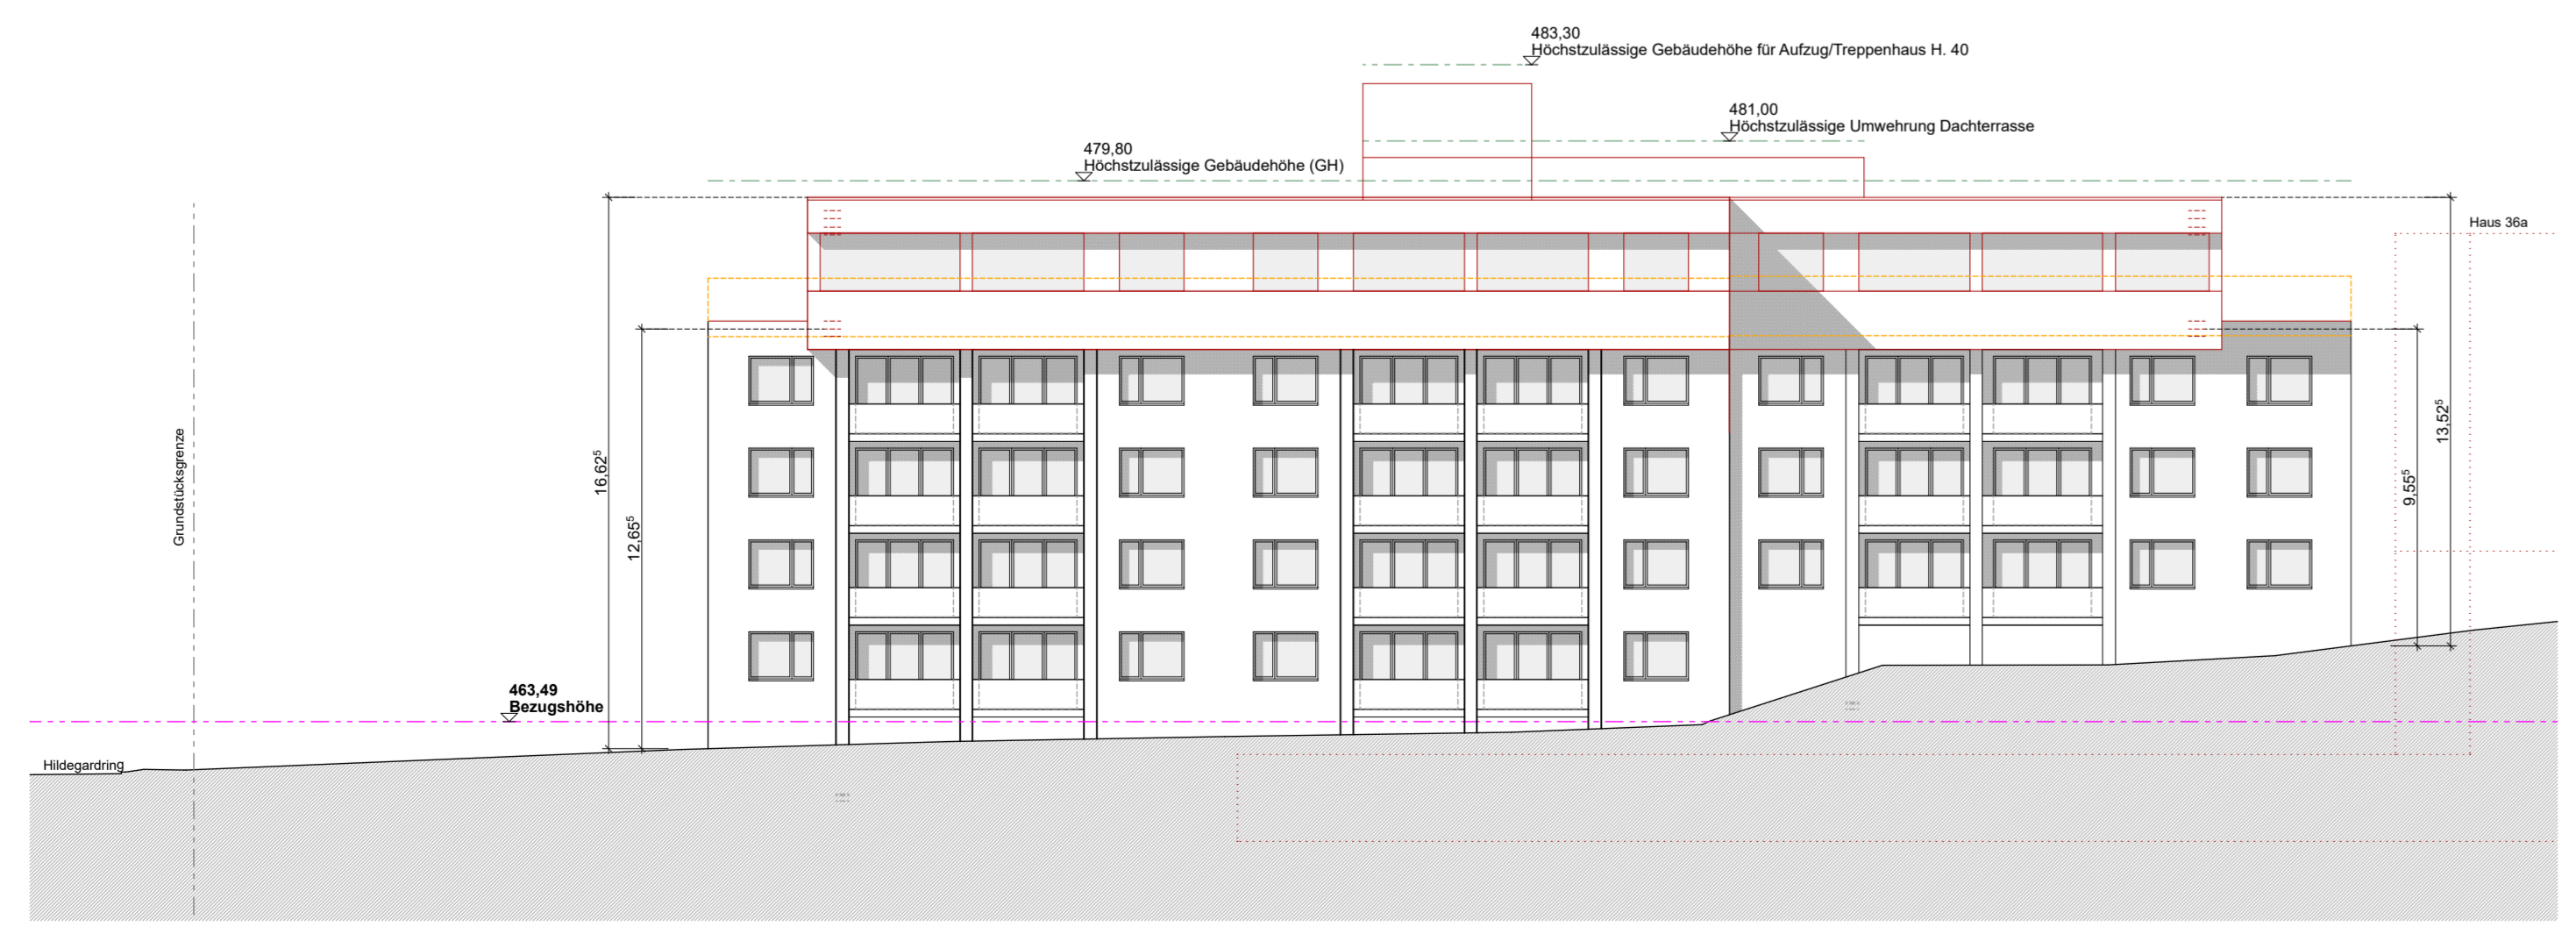 483,30
Höchstzulässige Gebäudehöhe für Aufzug/Treppenhaus H. 40
481,00
Höchstzulässige Umwehrung Dachterrasse
479,80
Höchstzulässige Gebäudehöhe (GH)
Haus 36a
Grundstücksgrenze
16,62⁵
12,65⁵
13,52⁵
9,55⁵
463,49
Bezugshöhe
Hildegardring